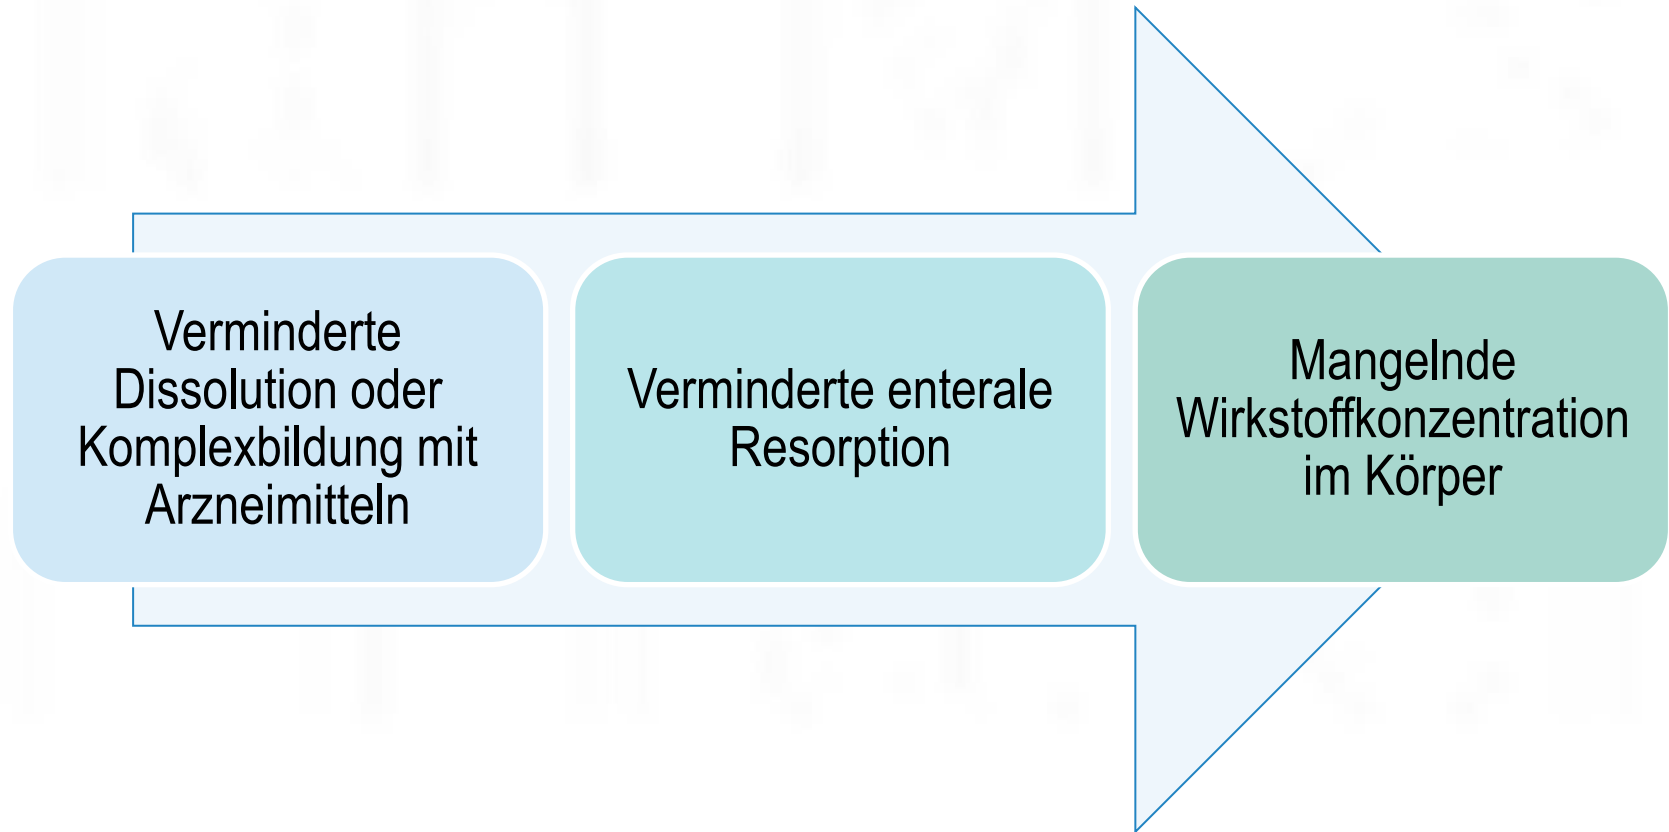 Verminderte
Dissolution oder
Komplexbildung mit
Arzneimitteln
Verminderte enterale
Resorption
Mangelnde
Wirkstoffkonzentration
im Körper